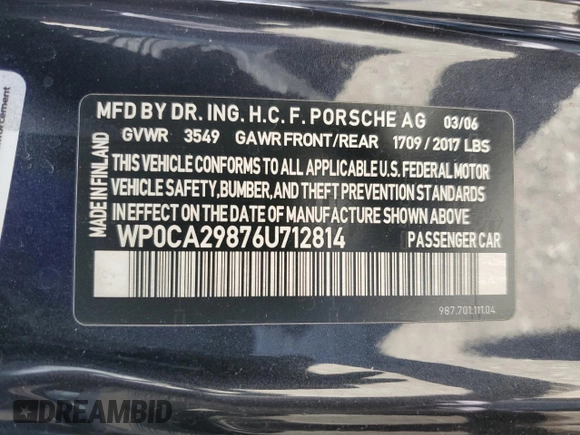 orcement
MFD BY DR. ING. H.C. F. PORSCHE AG 03/06
GVWR 3549 GAWR FRONT/REAR 1709 / 2017 LBS
THIS VEHICLE CONFORMS TO ALL APPLICABLE U.S. FEDERAL MOTOR
VEHICLE SAFETY, BUMBER, AND THEFT PREVENTION STANDARDS
IN EFFECT ON THE DATE OF MANUFACTURE SHOWN ABOVE
WP0CA29876U712814 PASSENGER CAR
MADE IN FINLAND
987.701.111.04
DREAMBID